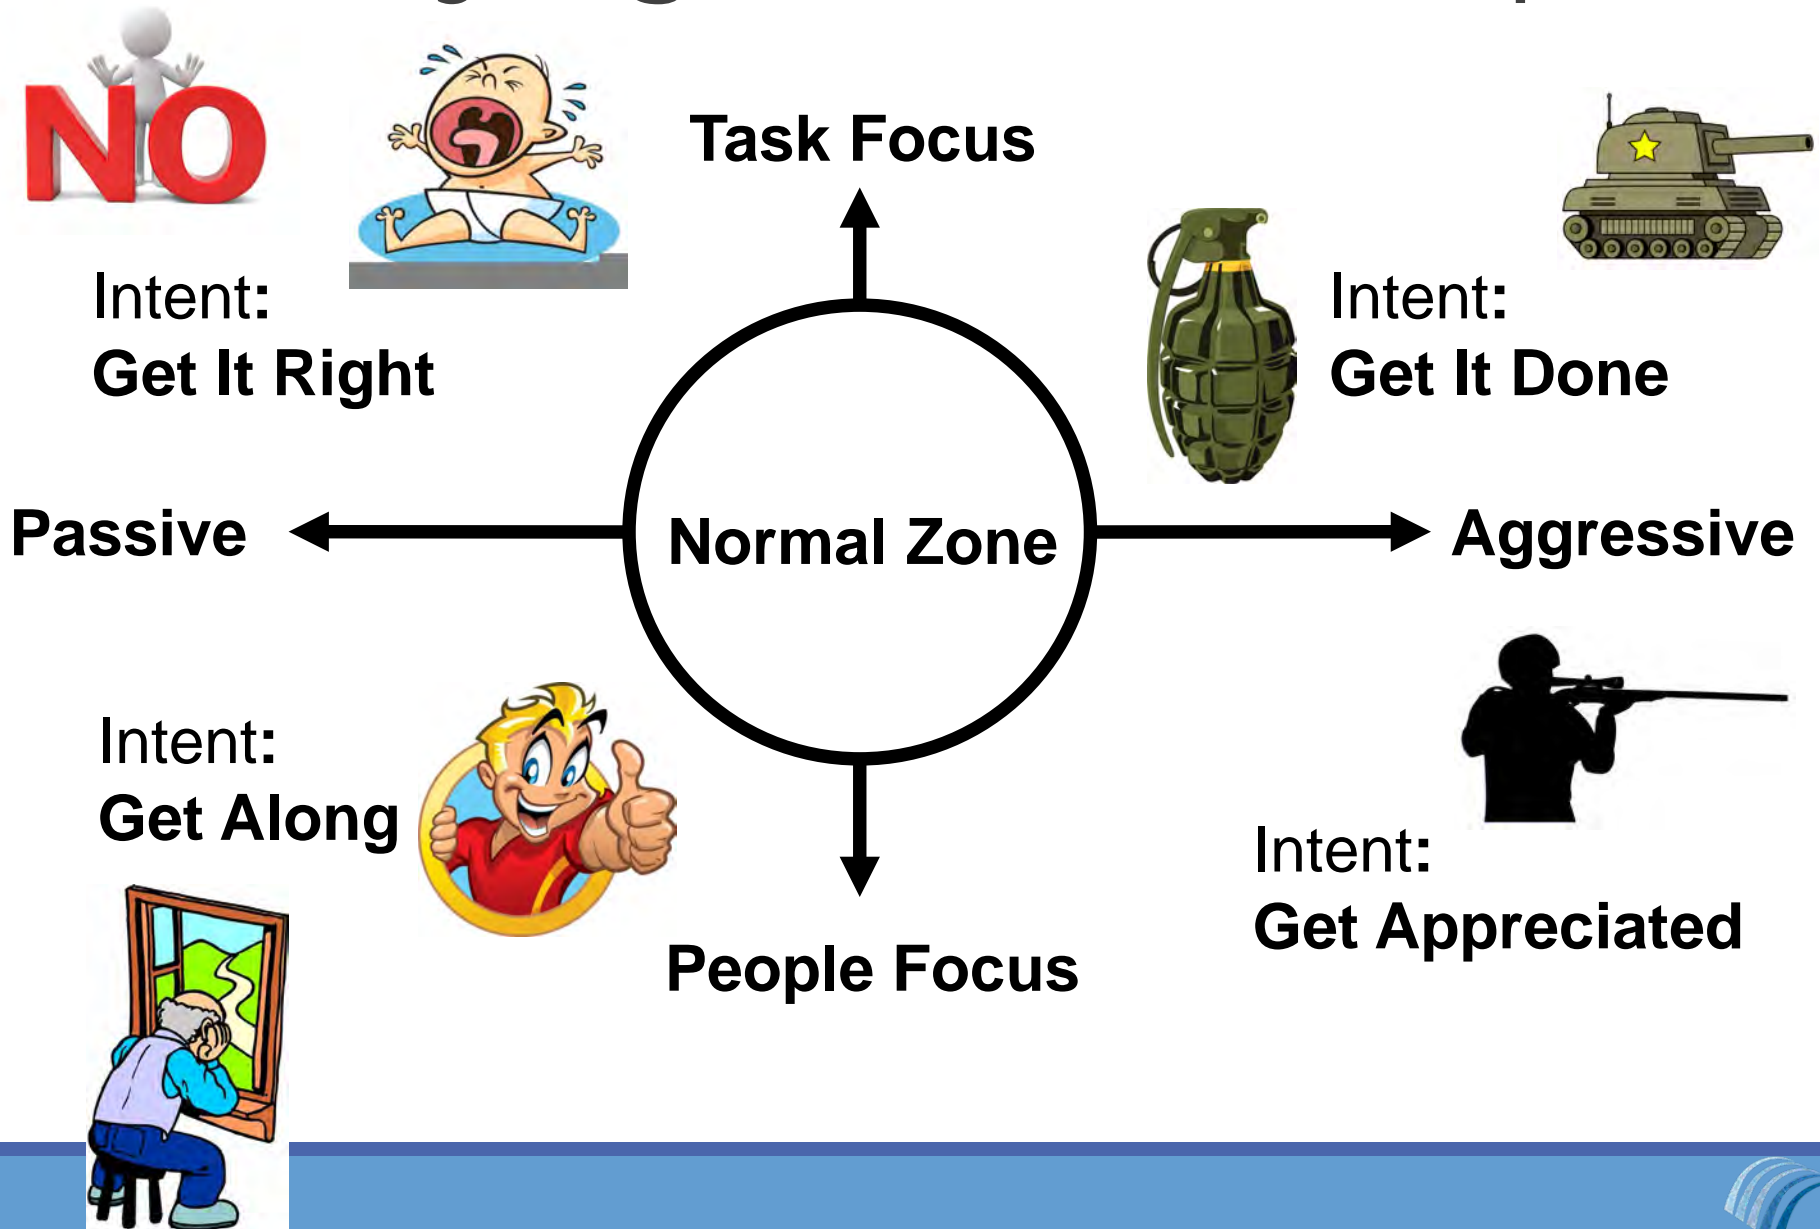 NO
Task Focus
Intent:
Get It Right
Intent:
Get It Done
Passive
Normal Zone
Aggressive
Intent:
Get Along
Intent:
Get Appreciated
People Focus